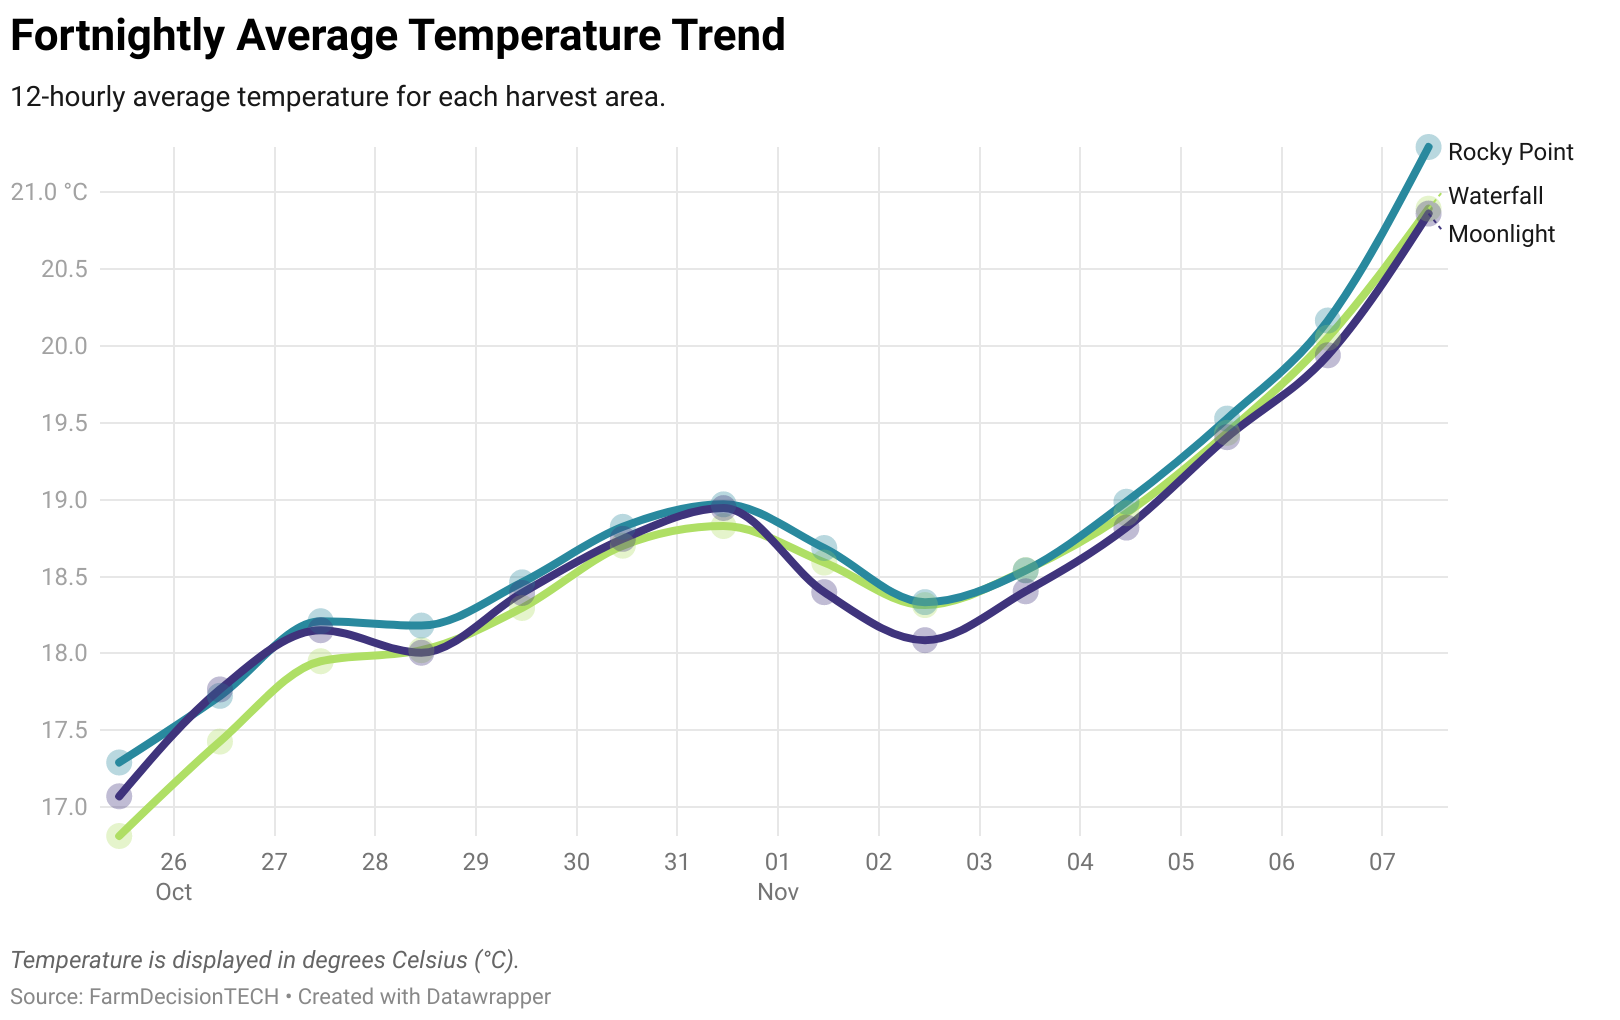 Fortnightly Average Temperature Trend
12-hourly average temperature for each harvest area.
Rocky Point
21.0 °C
Waterfall
Moonlight
20.5
20.0
19.5
19.0
18.5
18.0
17.5
17.0
26 27 28 29 30 31 01 02 03 04 05 06 07
Oct Nov
Temperature is displayed in degrees Celsius (°C).
Source: FarmDecisionTECH • Created with Datawrapper